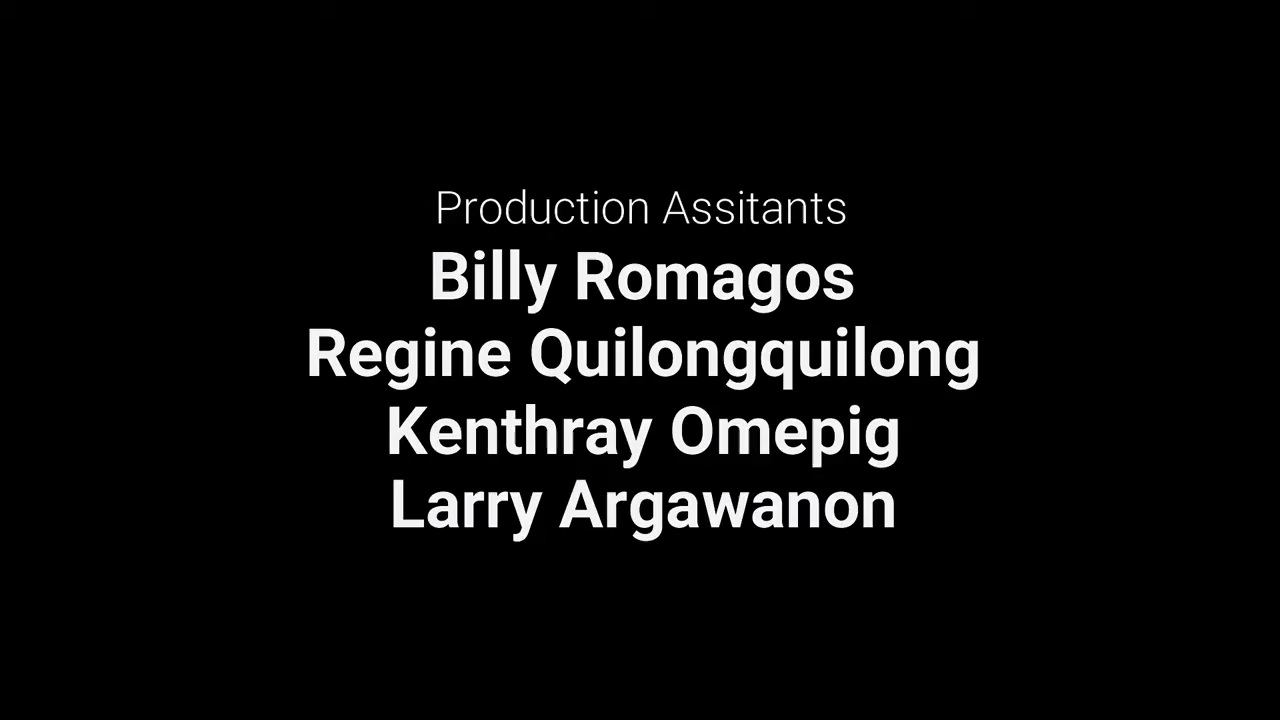 Production Assitants
Billy Romagos
Regine Quilongquilong
Kenthray Omepig
Larry Argawanon